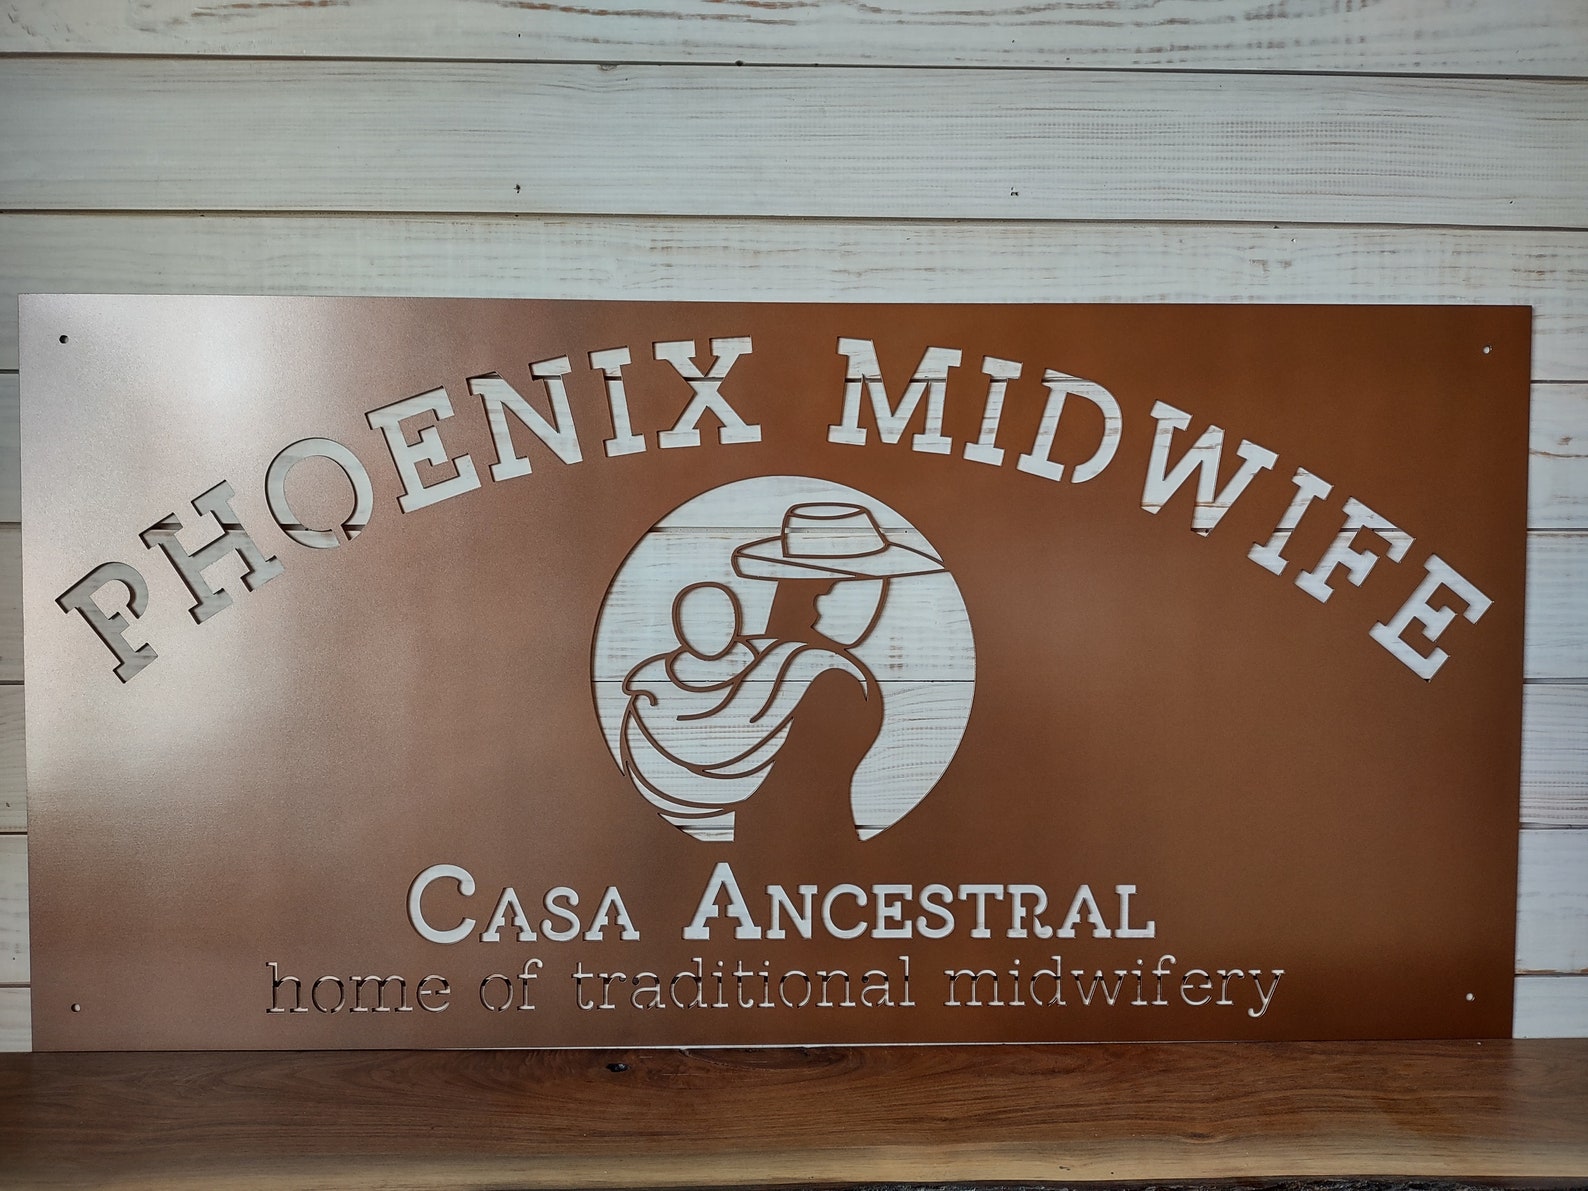 PHOENIX MIDWIFE
CASA ANCESTRAL
home of traditional midwifery